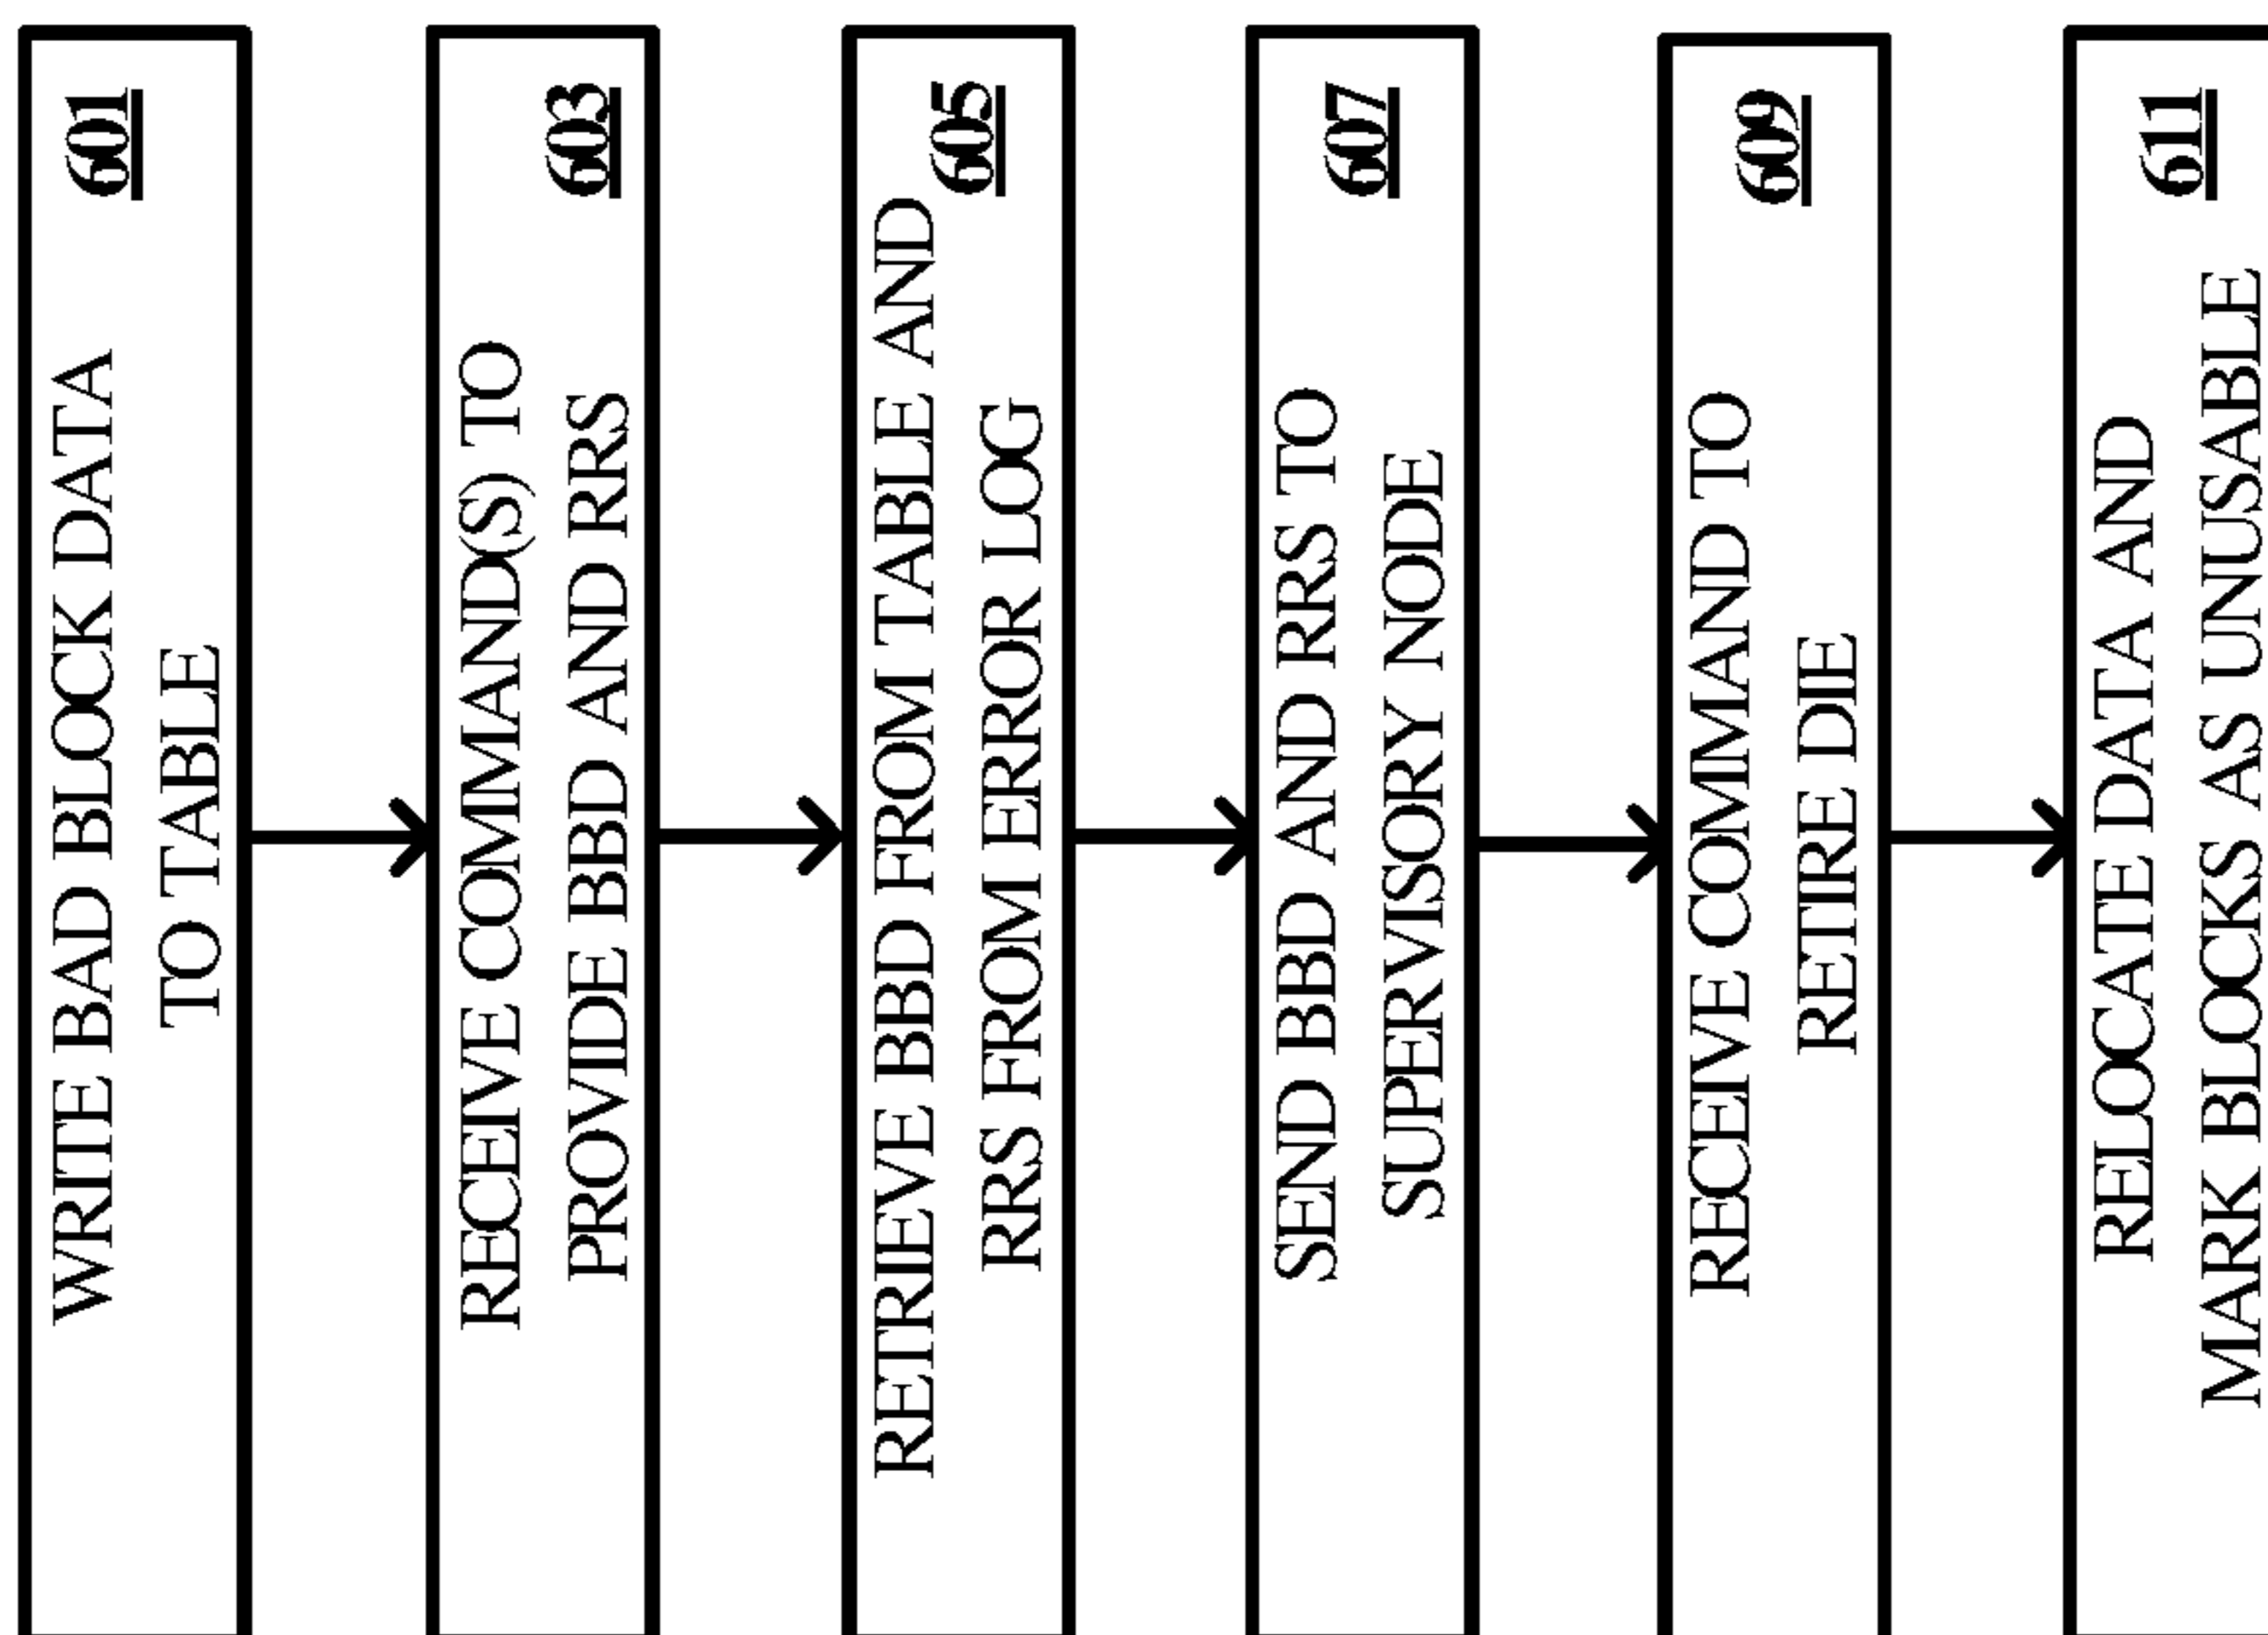 WRITE BAD BLOCK DATA
TO TABLE
601
RECEIVE COMMAND(S) TO
PROVIDE BBD AND RRS
603
RETRIEVE BBD FROM TABLE AND
RRS FROM ERROR LOG
605
SEND BBD AND RRS TO
SUPERVISORY NODE
607
RECEIVE COMMAND TO
RETIRE DIE
609
RELOCATE DATA AND
MARK BLOCKS AS UNUSABLE
611